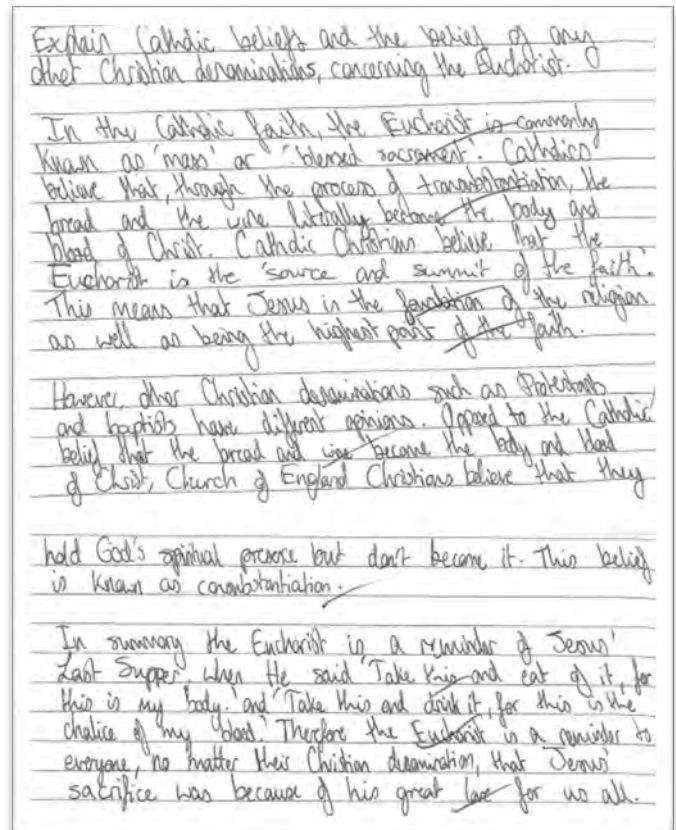 Explain Catholic beliefs and the belief of any
other Christian denominations, concerning the Eucharist.
In the Catholic faith, the Eucharist is commonly
known as 'mass' or 'blessed sacrament'. Catholics
believe that, through the process of transubstantiation, the
bread and the wine literally become the body and
blood of Christ. Catholic Christians believe that the
Eucharist is the 'source and summit of the faith'.
This means that Jesus is the foundation of the religion
as well as being the highest point of the faith.
However, other Christian denominations such as Protestants
and baptists have different opinions. Opposed to the Catholic
belief that the bread and wine become the body and blood
of Christ, Church of England Christians believe that they
hold God's spiritual presence but don't become it. This belief
is known as consubstantiation.
In summary the Eucharist is a reminder of Jesus'
Last Supper, when He said 'Take this and eat of it, for
this is my body.' and 'Take this and drink it, for this is the
chalice of my blood.' Therefore the Eucharist is a reminder to
everyone, no matter their Christian denomination, that Jesus'
sacrifice was because of his great love for us all.